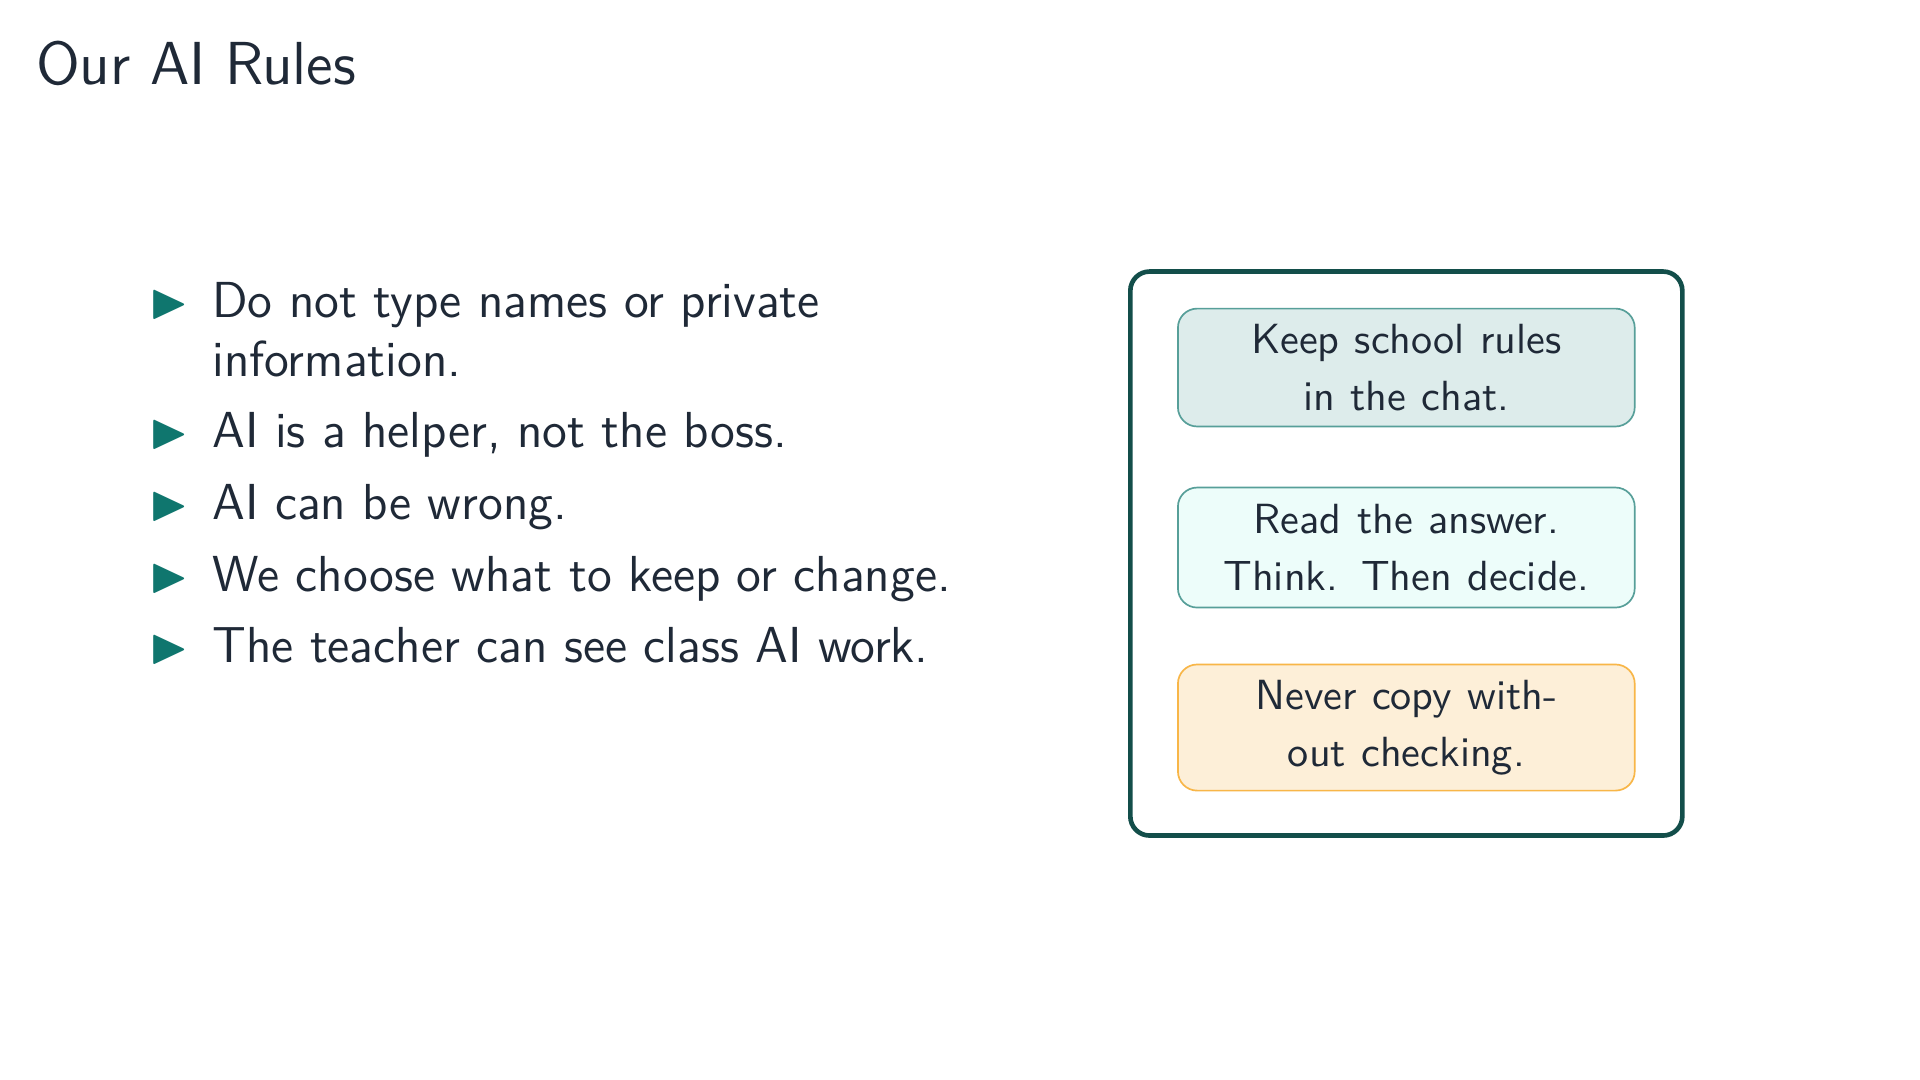 Our AI Rules
Do not type names or private
information.
AI is a helper, not the boss.
AI can be wrong.
We choose what to keep or change.
The teacher can see class AI work.
Keep school rules
in the chat.
Read the answer.
Think. Then decide.
Never copy with-
out checking.